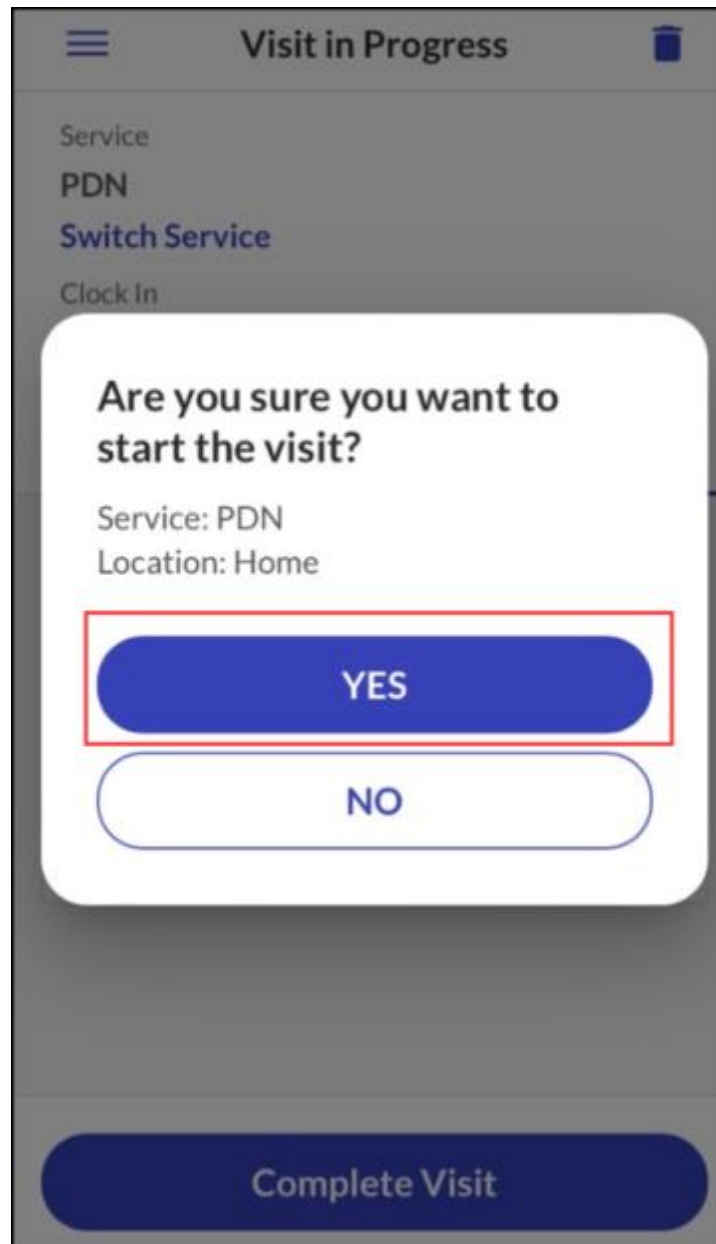 Visit in Progress
Service
PDN
Switch Service
Clock In
Are you sure you want to
start the visit?
Service: PDN
Location: Home
YES
NO
Complete Visit